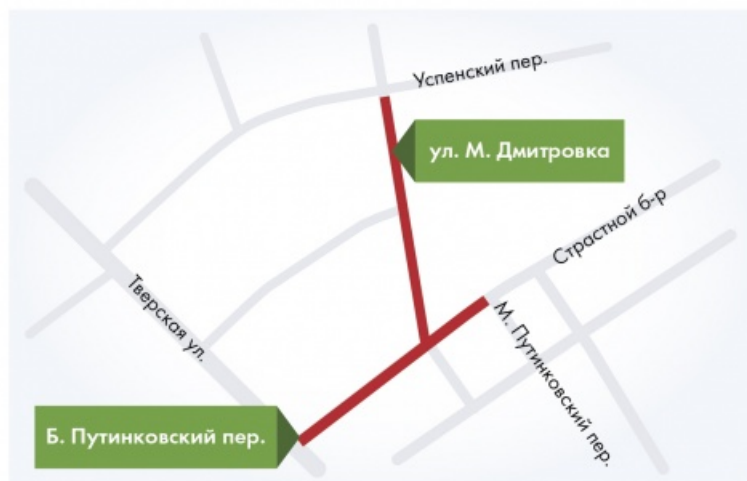 Успенский пер.
ул. М. Дмитровка
Страстной б-р
Тверская ул.
М. Путинковский пер.
Б. Путинковский пер.